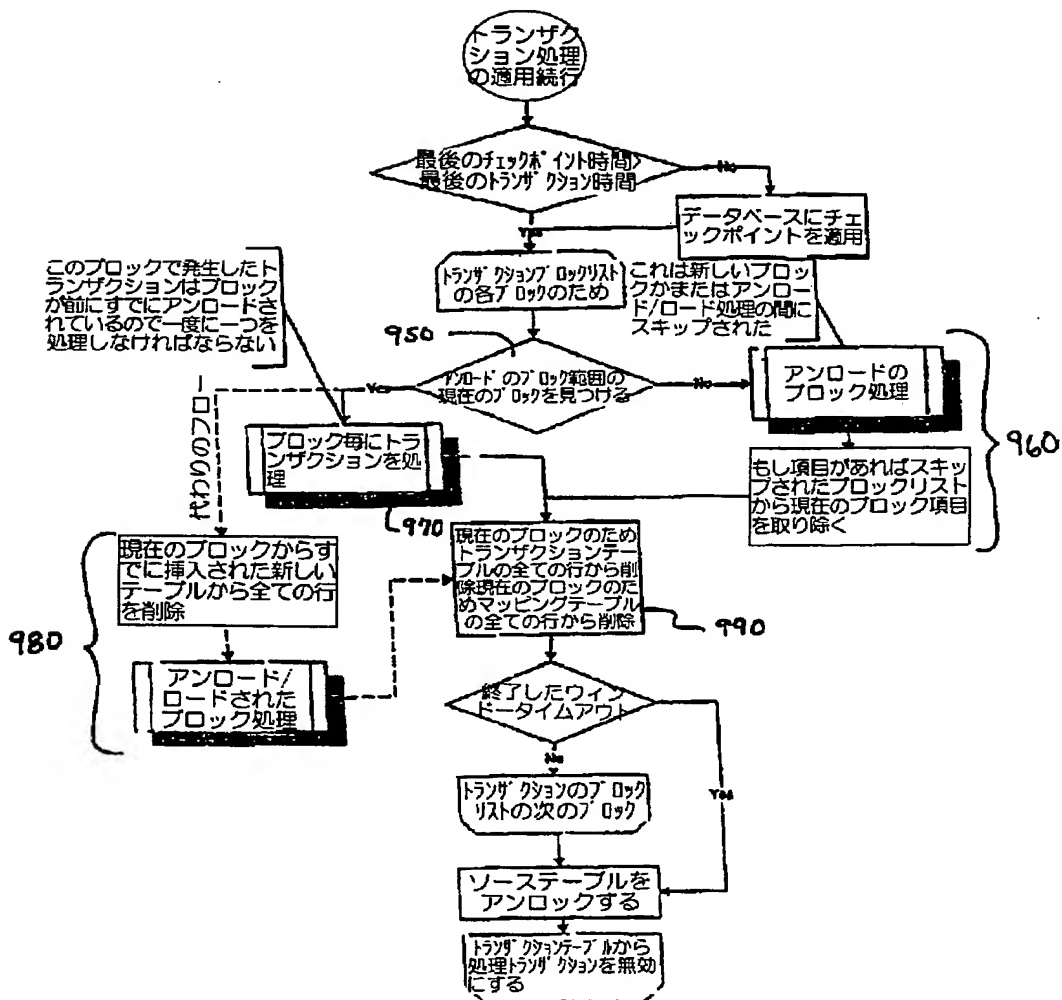 トランザク
ション処理
の適用続行
最後のチェックポイント時間>
最後のトランザクション時間
No
データベースにチェ
ックポイントを適用
Yes
トランザクションブロックリスト
の各ブロックのため
これは新しいブロッ
クかまたはアンロー
ド/ロード処理の間に
スキップされた
このブロックで発生したト
ランザクションはブロック
が前にすでにアンロードさ
れているので一度に一つを
処理しなければならない
950
アンロードのブロック範囲の
現在のブロックを見つける
Yes
No
アンロードの
ブロック処理
960
もし項目があればスキッ
プされたブロックリスト
から現在のブロック項目
を取り除く
代わりのフロー
ブロック毎にトラ
ンザクションを処
理
970
現在のブロックからす
でに挿入された新しい
テーブルから全ての行
を削除
980
アンロード/
ロードされた
ブロック処理
現在のブロックのため
トランザクションテー
ブルの全ての行から削
除現在のブロックのた
めマッピングテーブル
の全ての行から削除
990
終了したウィン
ドータイムアウト
No
Yes
トランザクションのブロック
リストの次のブロック
ソーステーブルを
アンロックする
トランザクションテーブルから
処理トランザクションを無効
にする